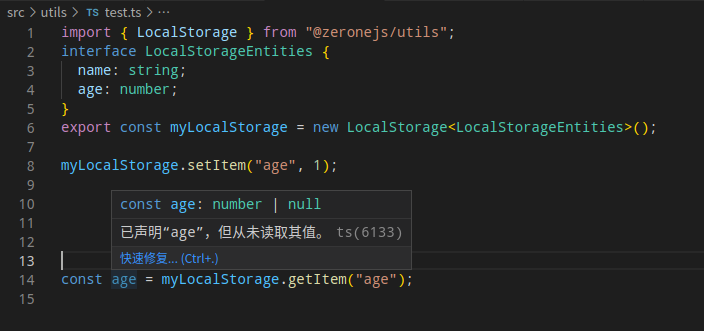 src > utils > TS test.ts > ...
1 import { LocalStorage } from "@zeronejs/utils";
2 interface LocalStorageEntities {
3 name: string;
4 age: number;
5 }
6 export const myLocalStorage = new LocalStorage<LocalStorageEntities>();
7
8 myLocalStorage.setItem("age", 1);
9
10 const age: number | null
11 已声明“age”，但从未读取其值。 ts(6133)
12
13 快速修复... (Ctrl+.)
14 const age = myLocalStorage.getItem("age");
15